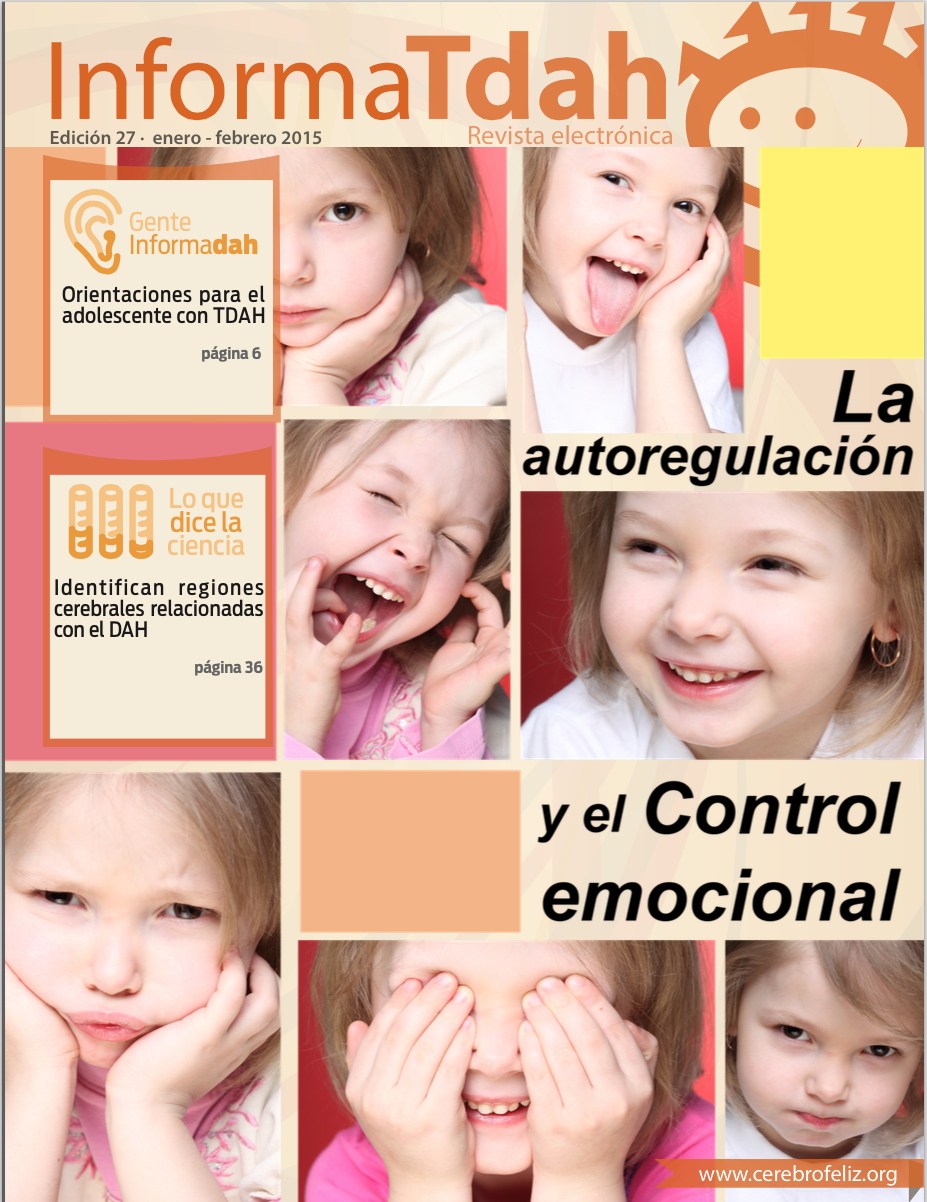 InformaTdah
Edición 27 · enero - febrero 2015
Revista electrónica
Gente
Informadah
Orientaciones para el
adolescente con TDAH
página 6
La
autoregulación
Lo que
dice la
ciencia
Identifican regiones
cerebrales relacionadas
con el DAH
página 36
y el Control
emocional
www.cerebrofeliz.org